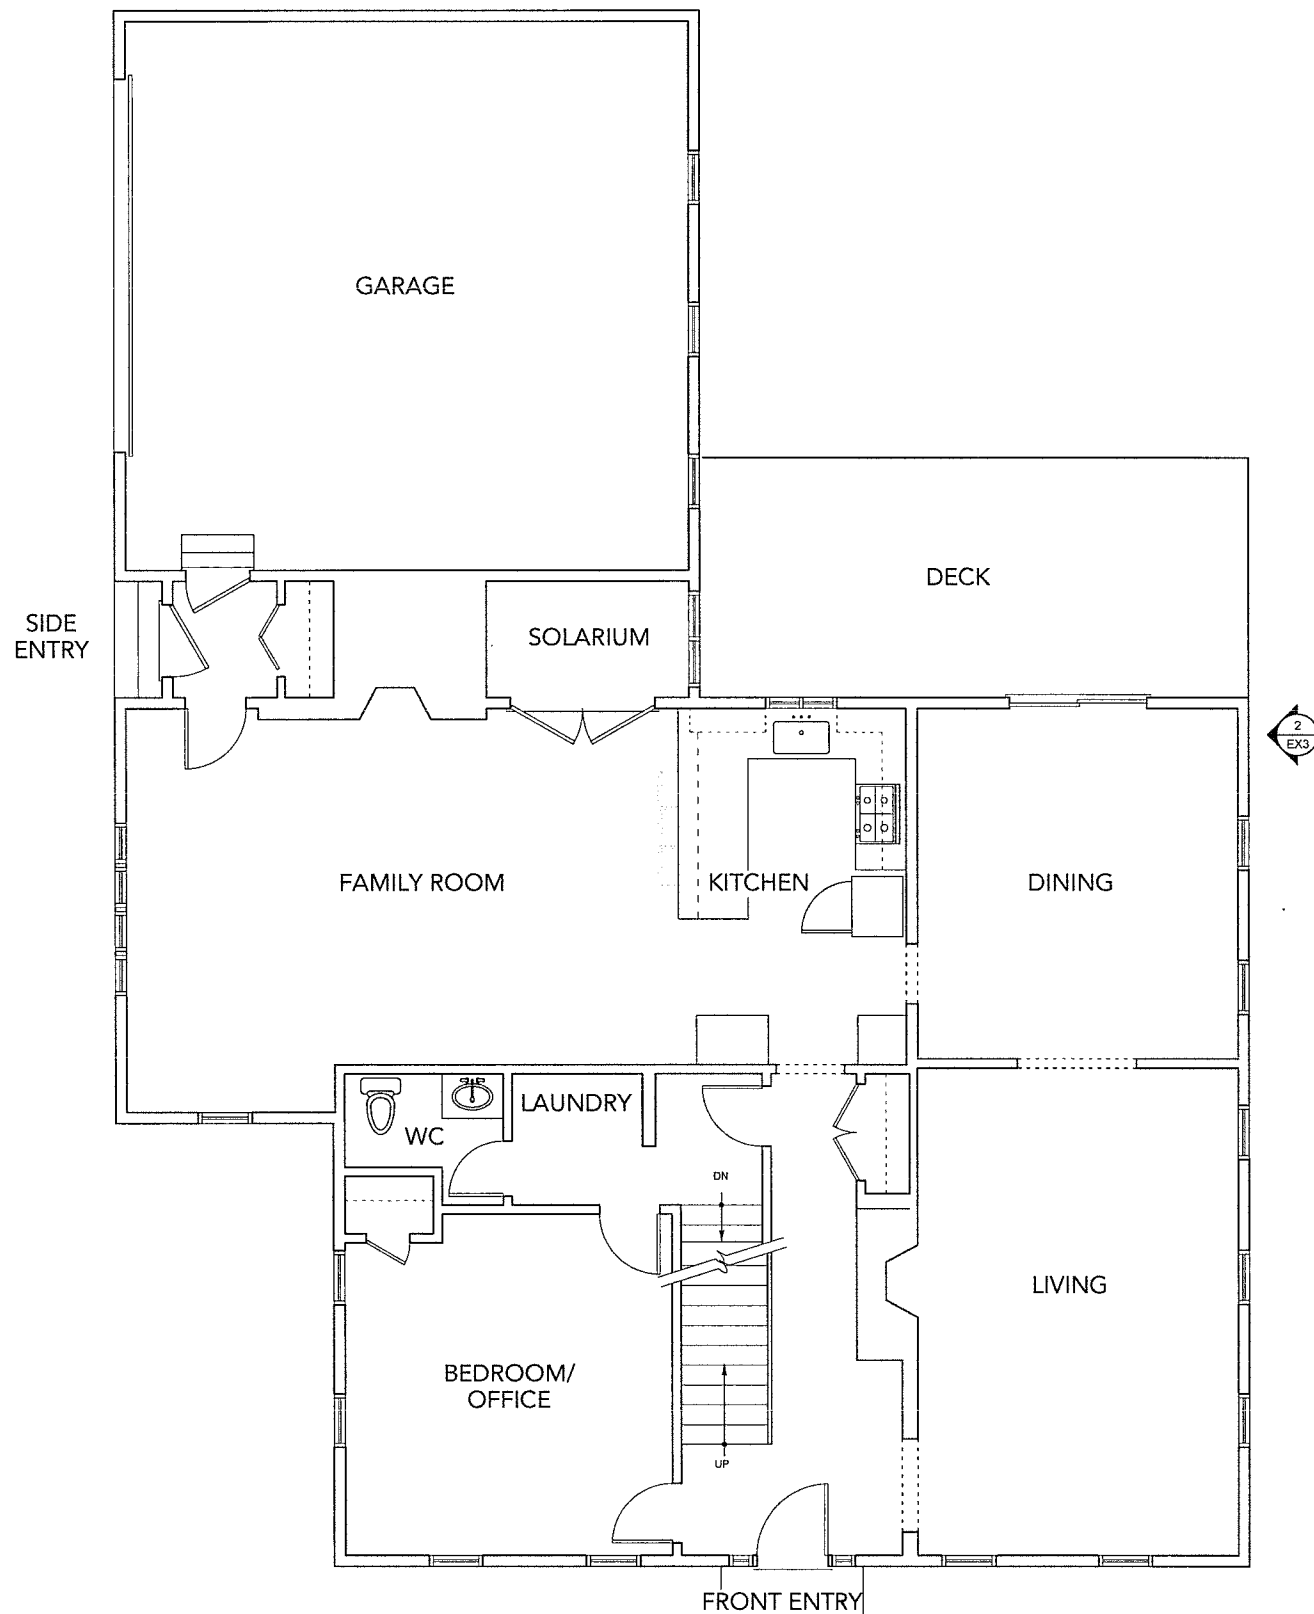 GARAGE
DECK
SIDE
ENTRY
SOLARIUM
2
EX3
FAMILY ROOM
KITCHEN
DINING
LAUNDRY
WC
DN
LIVING
BEDROOM/
OFFICE
UP
FRONT ENTRY